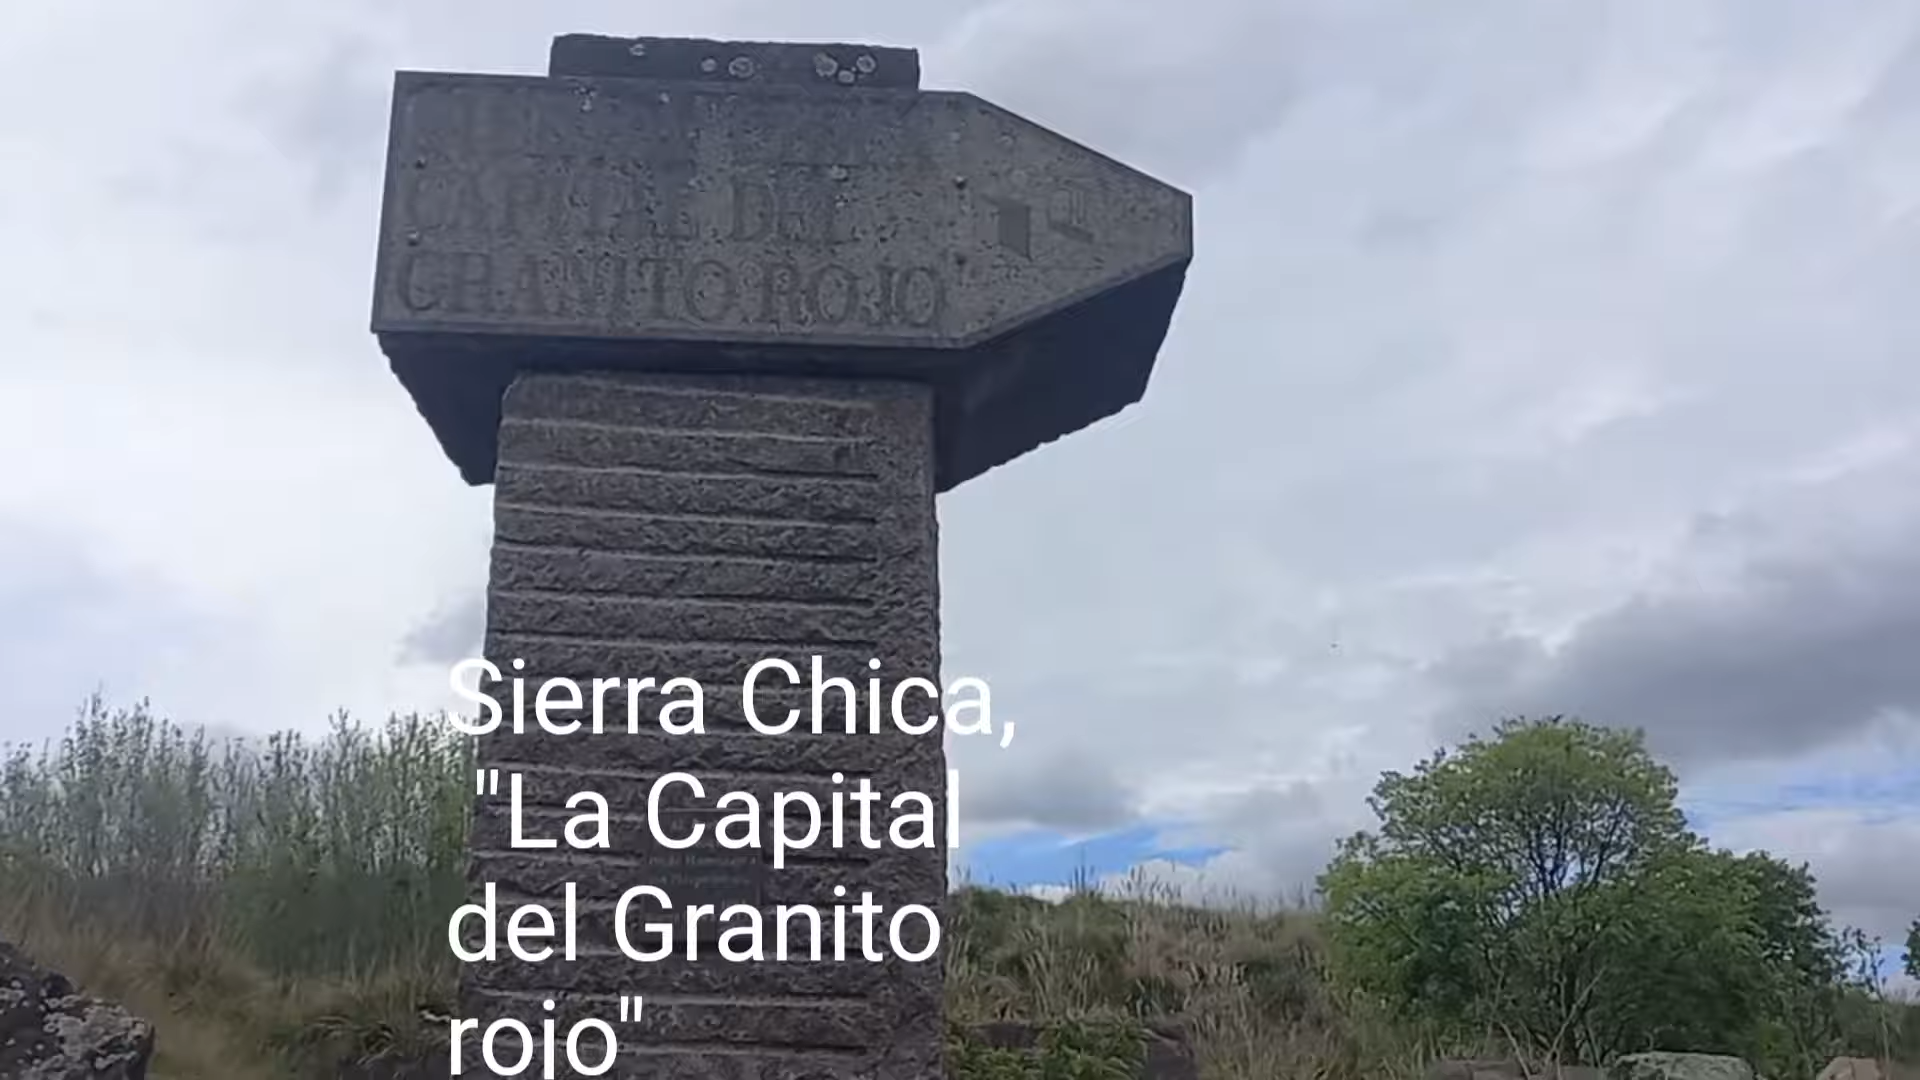 CAPITAL DEL
GRANITO ROJO
Sierra Chica,
"La Capital
del Granito
rojo"